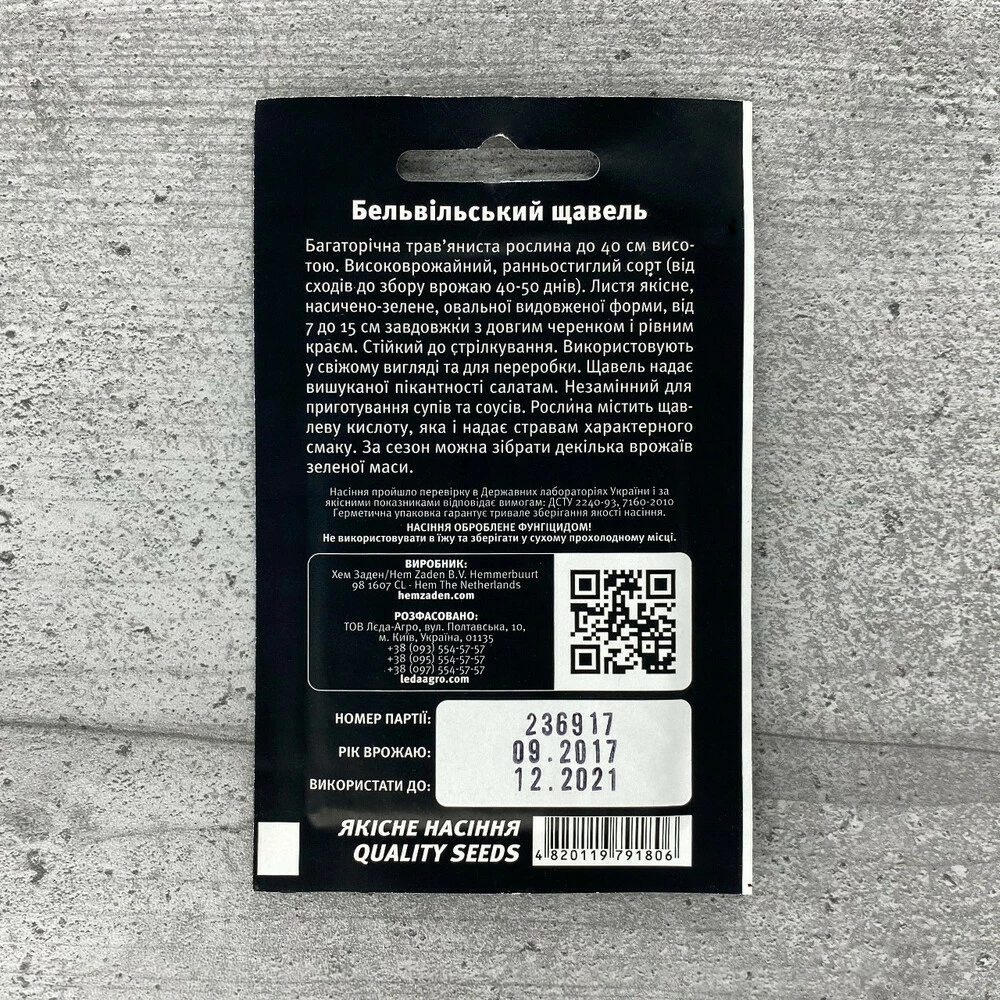 Бельвільський щавель
Багаторічна трав’яниста рослина до 40 см висо-
тою. Високоврожайний, ранньостиглий сорт (від
сходів до збору врожаю 40-50 днів). Листя якісне,
насичено-зелене, овальної видовженої форми, від
7 до 15 см завдовжки з довгим черенком і рівним
краєм. Стійкий до стрілкування. Використовують
у свіжому вигляді та для переробки. Щавель надає
вишуканої пікантності салатам. Незамінний для
приготування супів та соусів. Рослина містить щав-
леву кислоту, яка і надає стравам характерного
смаку. За сезон можна зібрати декілька врожаїв
зеленої маси.
Насіння пройшло перевірку в Державних лабораторіях України і за
якісними показниками відповідає вимогам: ДСТУ 2240-93, 7160-2010
Герметична упаковка гарантує тривале зберігання якості насіння.
НАСІННЯ ОБРОБЛЕНЕ ФУНГІЦИДОМ!
Не використовувати в їжу та зберігати у сухому прохолодному місці.
ВИРОБНИК:
Хем Заден/Hem Zaden B.V. Hemmerbuurt
98 1607 CL - Hem The Netherlands
hemzaden.com
РОЗФАСОВАНО:
ТОВ Лєда-Агро, вул. Полтавська, 10,
м. Київ, Україна, 01135
+38 (093) 554-57-57
+38 (095) 554-57-57
+38 (097) 554-57-57
ledaagro.com
НОМЕР ПАРТІЇ: 236917
РІК ВРОЖАЮ: 09.2017
ВИКОРИСТАТИ ДО: 12.2021
ЯКІСНЕ НАСІННЯ
QUALITY SEEDS
4 820119 791806